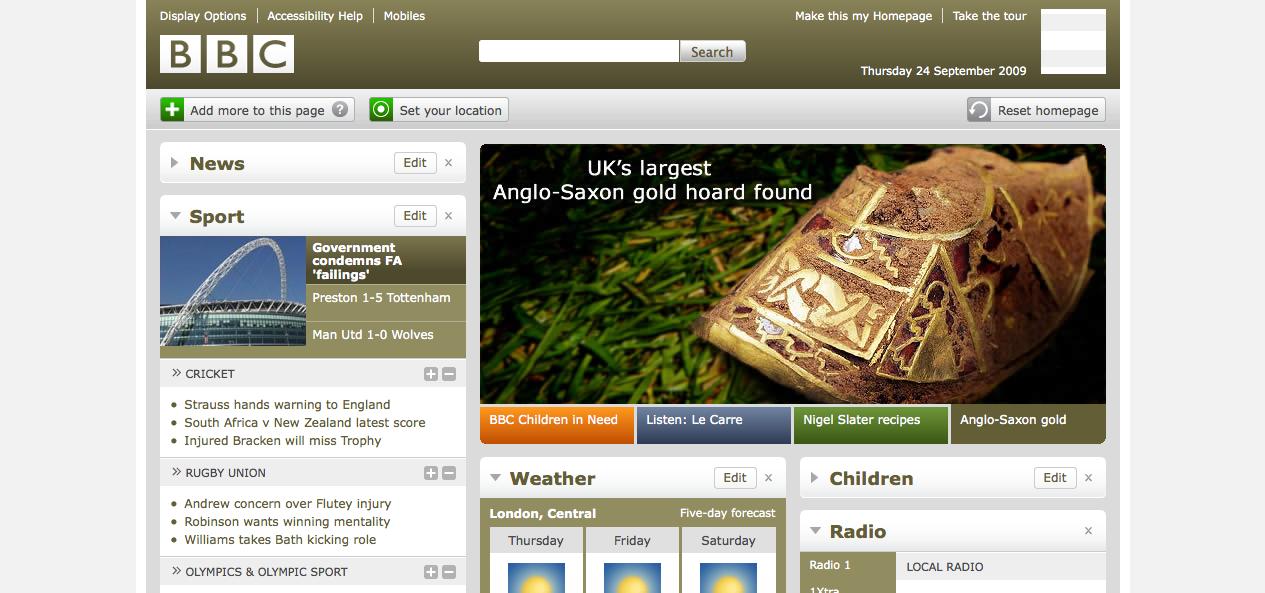 Display Options
Accessibility Help
Mobiles
Make this my Homepage
Take the tour
BBC
Search
Thursday 24 September 2009
Add more to this page ?
Set your location
Reset homepage
News
Edit
x
Sport
Edit
x
Government
condemns FA
'failings'
Preston 1-5 Tottenham
Man Utd 1-0 Wolves
CRICKET
Strauss hands warning to England
South Africa v New Zealand latest score
Injured Bracken will miss Trophy
RUGBY UNION
Andrew concern over Flutey injury
Robinson wants winning mentality
Williams takes Bath kicking role
OLYMPICS & OLYMPIC SPORT
UK's largest
Anglo-Saxon gold hoard found
BBC Children in Need
Listen: Le Carre
Nigel Slater recipes
Anglo-Saxon gold
Weather
Edit
x
London, Central
Five-day forecast
Thursday
Friday
Saturday
Children
Edit
x
Radio
x
Radio 1
1Xtra
LOCAL RADIO